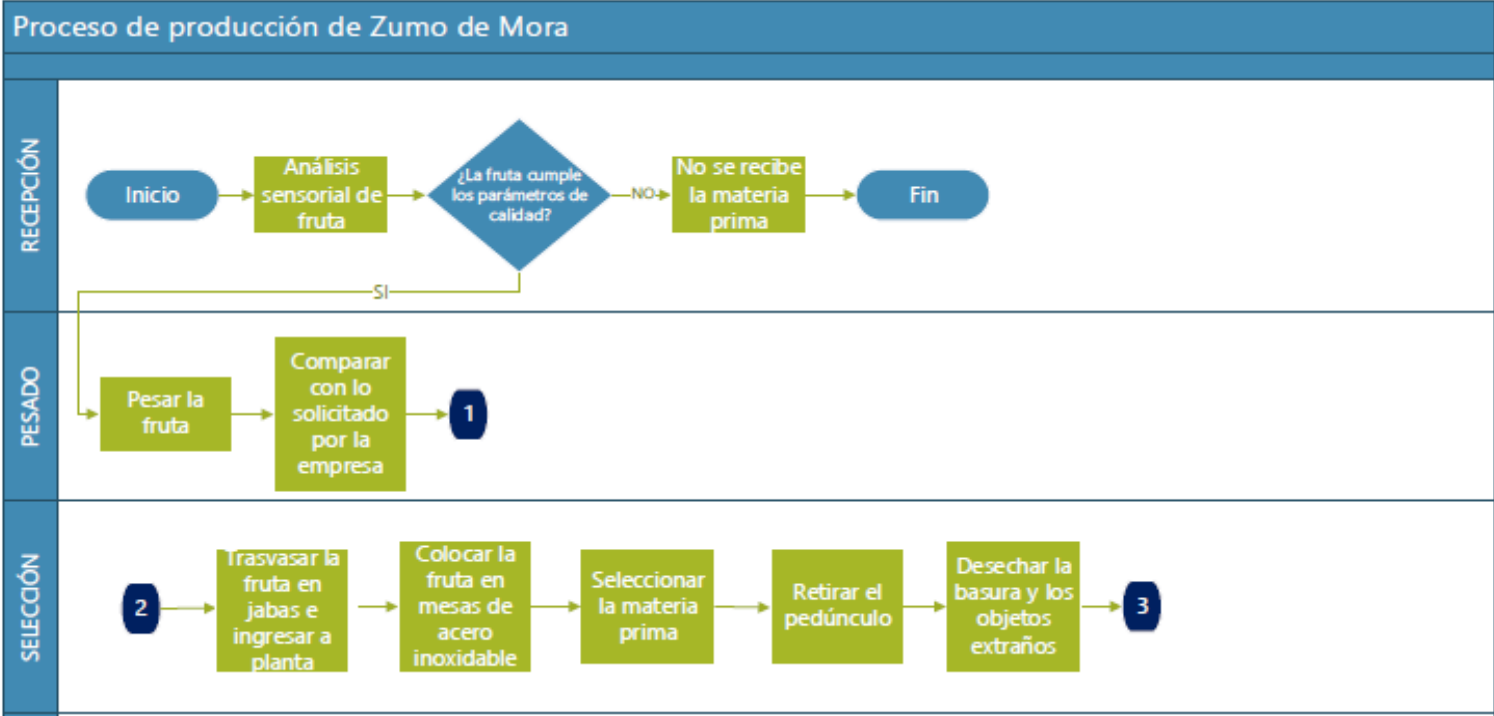 Proceso de producción de Zumo de Mora
RECEPCIÓN
Inicio
Análisis
sensorial de
fruta
¿La fruta cumple
los parámetros de
calidad?
NO
No se recibe
la materia
prima
Fin
SI
PESADO
Pesar la
fruta
Comparar
con lo
solicitado
por la
empresa
1
SELECCIÓN
2
Trasvasar la
fruta en
jabas e
ingresar a
planta
Colocar la
fruta en
mesas de
acero
inoxidable
Seleccionar
la materia
prima
Retirar el
pedúnculo
Desechar la
basura y los
objetos
extraños
3